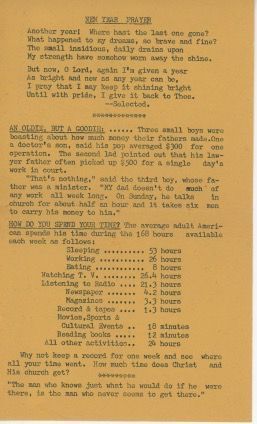 NEW YEAR PRAYER
Another year! Where hast the last one gone?
What happened to my dreams, so brave and fine?
The small insidious, daily drains upon
My strength have somehow worn away the shine.
But now, O Lord, again I'm given a year
As bright and new as any year can be,
I pray that I may keep it shining bright
Until with pride, I give it back to Thee.
--Selected.
*************
AN OLDIE, BUT A GOODIE: ...... Three small boys were
boasting about how much money their fathers made. One
a doctor's son, said his pop averaged $300 for one
operation. The second lad pointed out that his law-
yer father often picked up $500 for a single day's
work in court.
"That's nothing," said the third boy, whose fa-
ther was a minister. "My dad doesn't do much of
any work all week long. On Sunday, he talks in
church for about half an hour and it takes six men
to carry his money to him."
HOW DO YOU SPEND YOUR TIME? The average adult Ameri-
can spends his time during the 168 hours available
each week as follows:
Sleeping ........... 53 hours
Working ........... 26 hours
Eating ............ 8 hours
Watching T. V. ........ 26.4 hours
Listening to Radio .... 21.3 hours
Newspaper ....... 4.2 hours
Magazines ....... 3.3 hours
Record & tapes .... 1.3 hours
Movies, Sports &
Cultural Events .. 18 minutes
Reading books ..... 12 minutes
All other activities.. 24 hours
Why not keep a record for one week and see where
all your time went. How much time does Christ and
His church get?
*********
"The man who knows just what he would do if he were
there, is the man who never seems to get there."